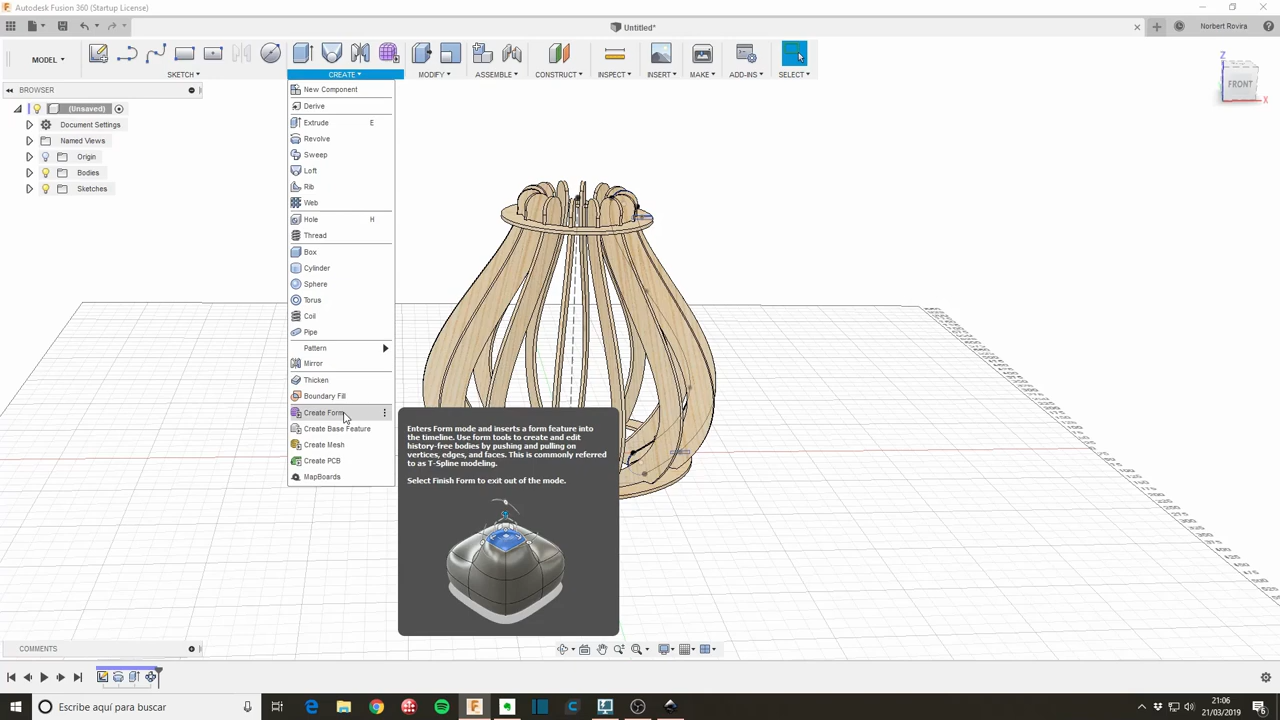 Autodesk Fusion 360 (Startup License)
Untitled*
Norbert Rovira
MODEL
SKETCH
CREATE
MODIFY
ASSEMBLE
CONSTRUCT
INSPECT
INSERT
MAKE
ADD-INS
SELECT
BROWSER
(Unsaved)
Document Settings
Named Views
Origin
Bodies
Sketches
New Component
Derive
Extrude E
Revolve
Sweep
Loft
Rib
Web
Hole H
Thread
Box
Cylinder
Sphere
Torus
Coil
Pipe
Pattern
Mirror
Thicken
Boundary Fill
Create Form
Create Base Feature
Create Mesh
Create PCB
MapBoards
Enters Form mode and inserts a form feature into
the timeline. Use form tools to create and edit
history-free bodies by pushing and pulling on
vertices, edges, and faces. This is commonly referred
to as T-Spline modeling.
Select Finish Form to exit out of the mode.
Z
FRONT
X
COMMENTS
Escribe aquí para buscar
21:06
21/03/2019
6